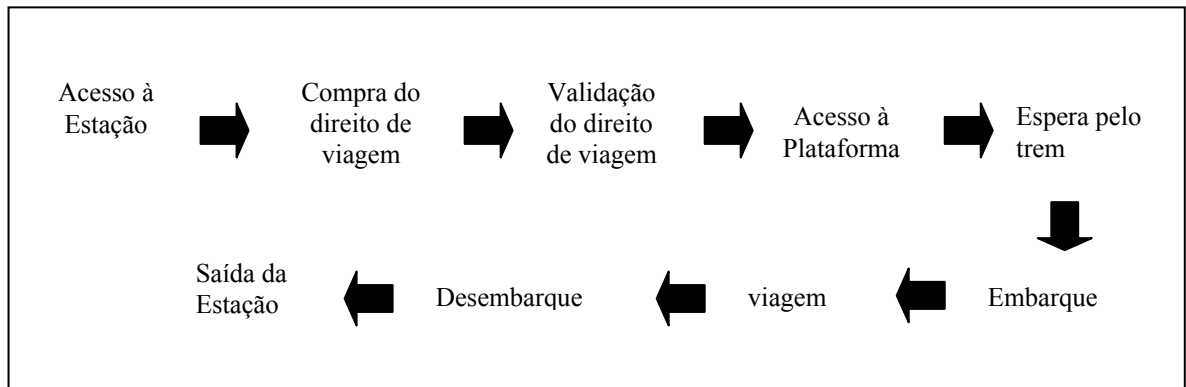 Acesso à
Estação
Compra do
direito de
viagem
Validação
do direito
de viagem
Acesso à
Plataforma
Espera pelo
trem
Embarque
viagem
Desembarque
Saída da
Estação